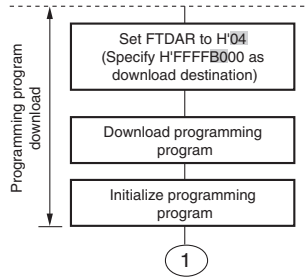 Programming program
download
Set FTDAR to H'04
(Specify H'FFFFB000 as
download destination)
Download programming
program
Initialize programming
program
1